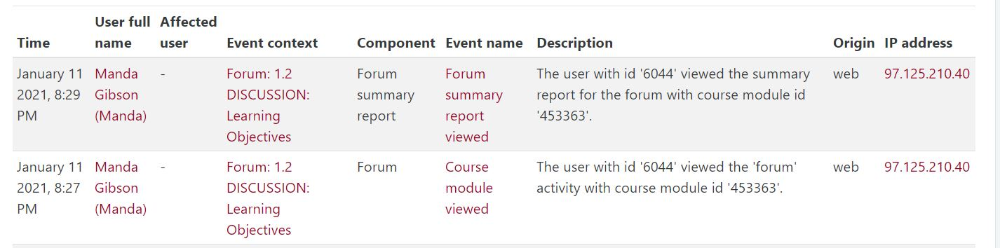 Time User full name Affected user Event context Component Event name Description Origin IP address
January 11 2021, 8:29 PM Manda Gibson (Manda) - Forum: 1.2 DISCUSSION: Learning Objectives Forum summary report Forum summary report viewed The user with id '6044' viewed the summary report for the forum with course module id '453363'. web 97.125.210.40
January 11 2021, 8:27 PM Manda Gibson (Manda) - Forum: 1.2 DISCUSSION: Learning Objectives Forum Course module viewed The user with id '6044' viewed the 'forum' activity with course module id '453363'. web 97.125.210.40